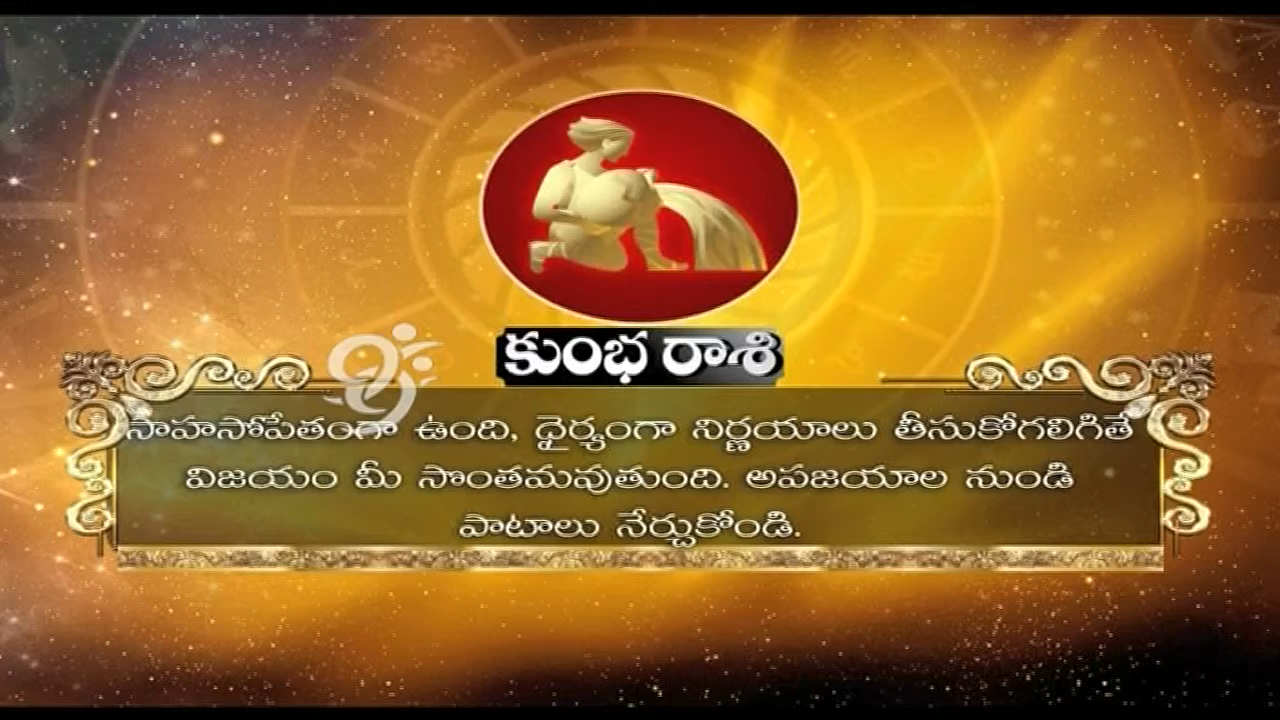 కుంభ రాశి
సాహసోపేతంగా ఉంది, ధైర్యంగా నిర్ణయాలు తీసుకోగలిగితే
విజయం మీ సొంతమవుతుంది. అపజయాల నుండి
పాటాలు నేర్చుకోండి.